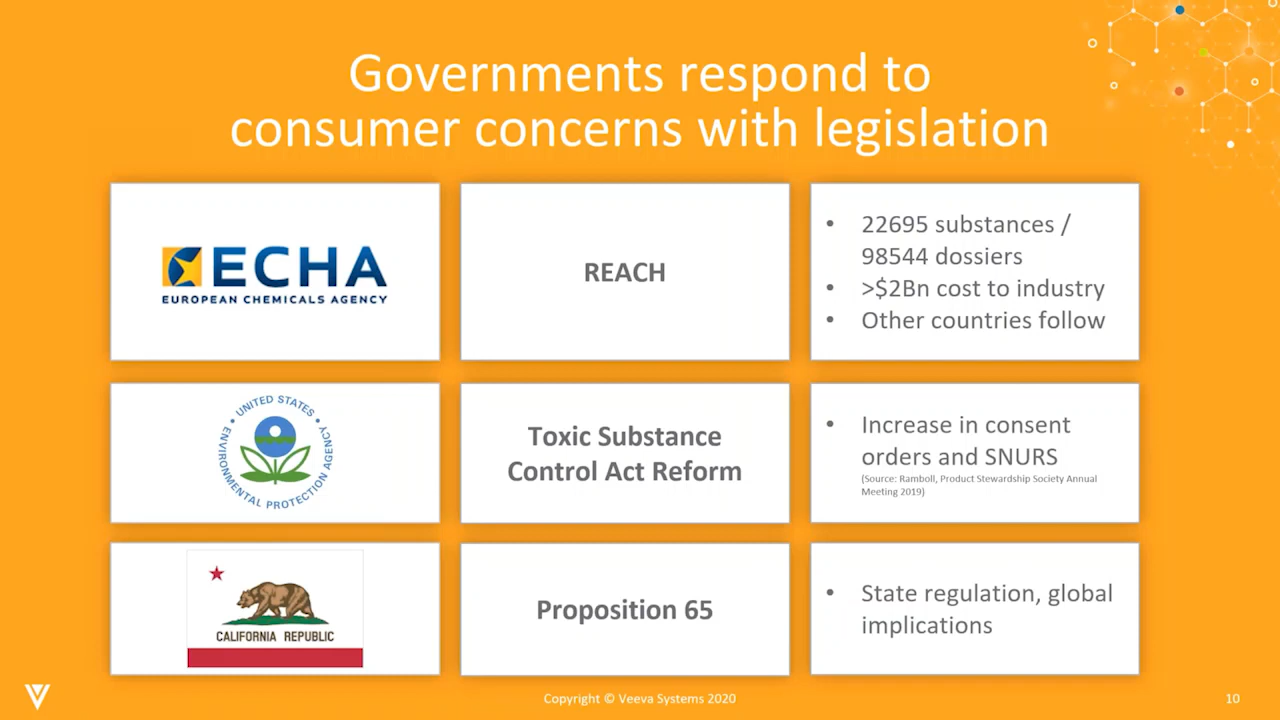 Governments respond to
consumer concerns with legislation
ECHA
EUROPEAN CHEMICALS AGENCY
REACH
• 22695 substances /
98544 dossiers
• >$2Bn cost to industry
• Other countries follow
UNITED STATES
ENVIRONMENTAL PROTECTION AGENCY
Toxic Substance
Control Act Reform
• Increase in consent
orders and SNURS
(Source: Ramboll, Product Stewardship Society Annual
Meeting 2019)
CALIFORNIA REPUBLIC
Proposition 65
• State regulation, global
implications
Copyright © Veeva Systems 2020
10